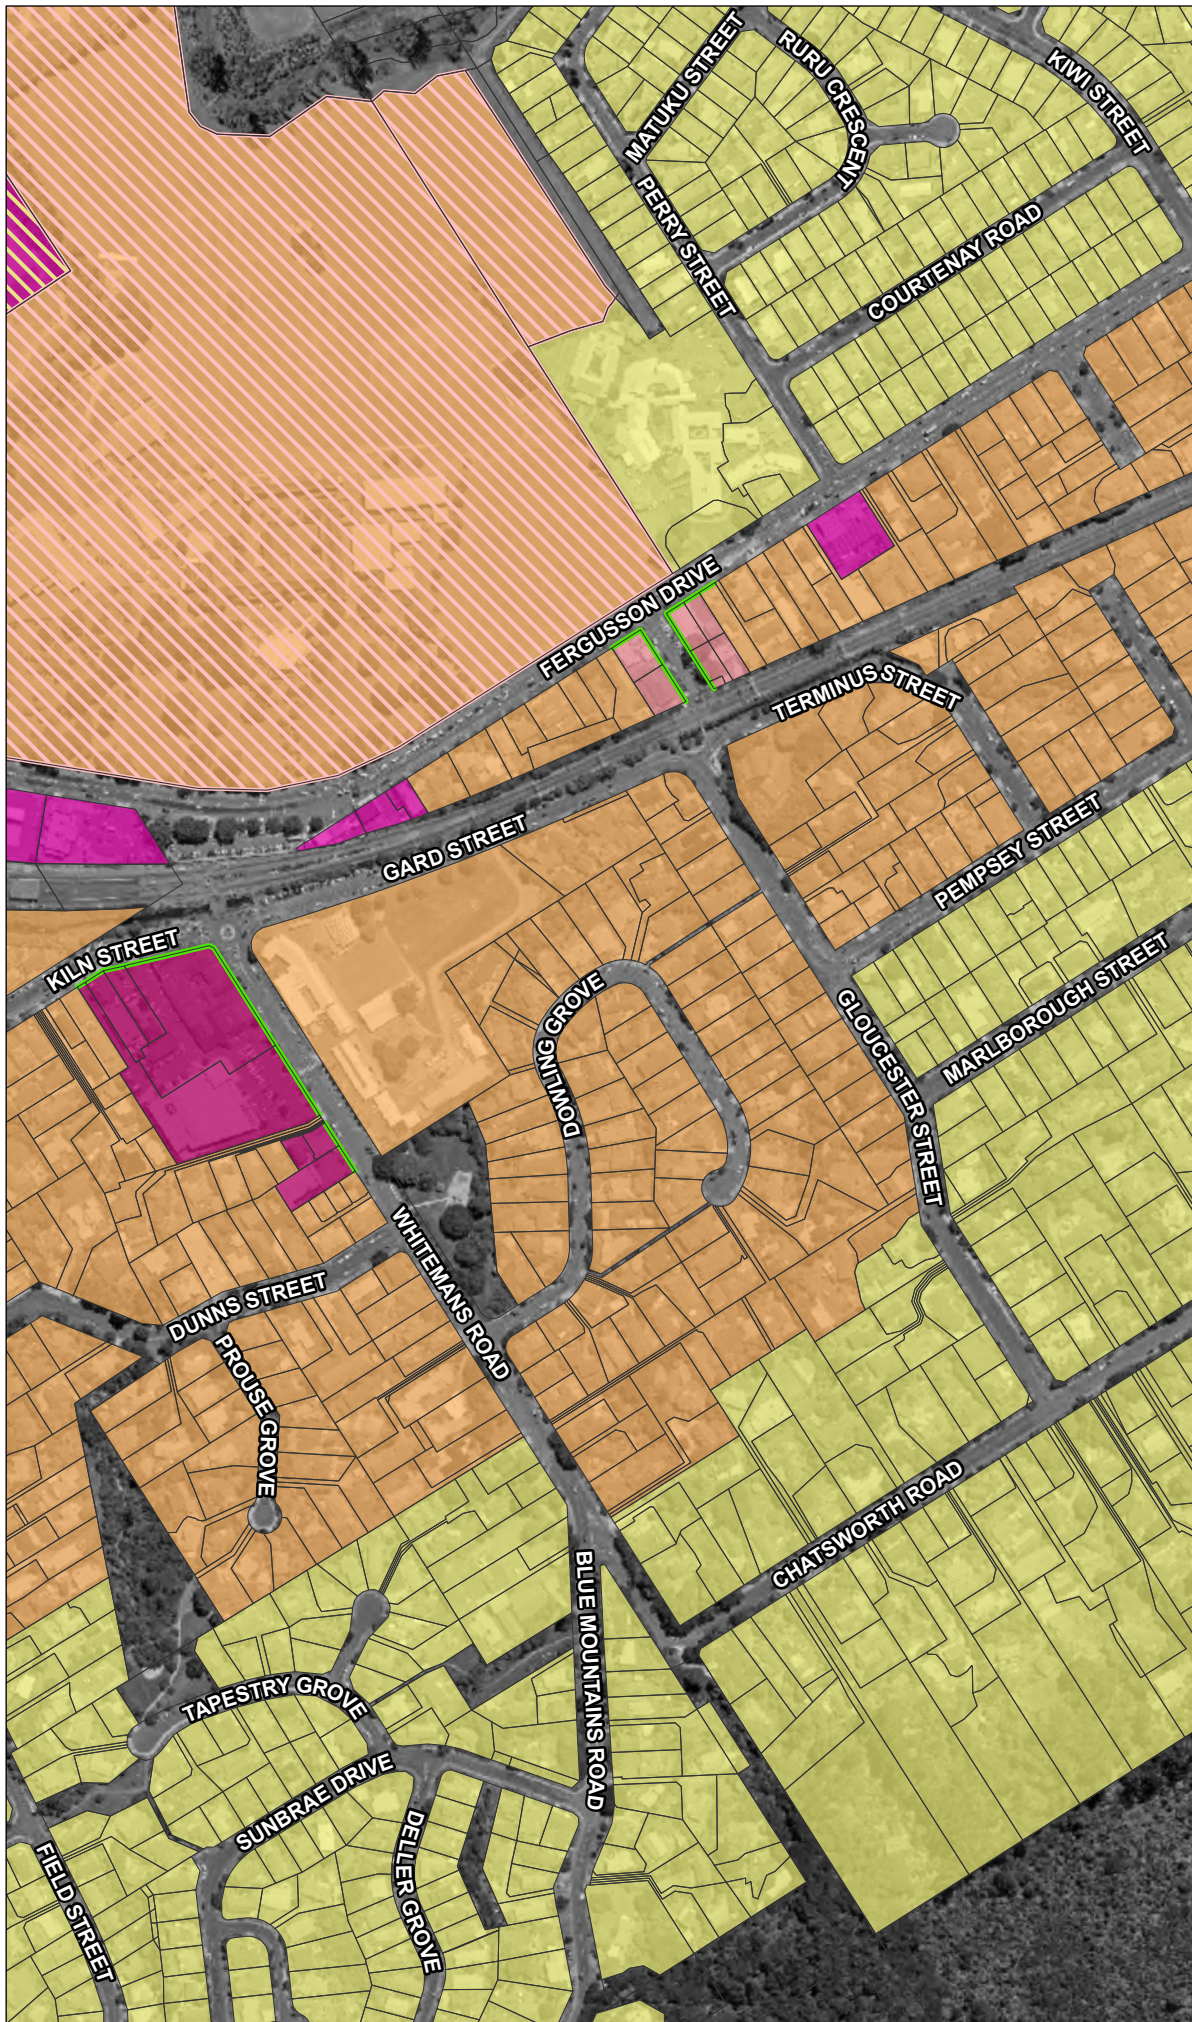 MATUKU STREET
RURU CRESCENT
KIWI STREET
PERRY STREET
COURTENAY ROAD
FERGUSSON DRIVE
TERMINUS STREET
GARD STREET
PEMPSEY STREET
KILN STREET
MARLBOROUGH STREET
DOWLING GROVE
GLOUCESTER STREET
WHITEMANS ROAD
DUNNS STREET
PROUSE GROVE
CHATSWORTH ROAD
BLUE MOUNTAINS ROAD
TAPESTRY GROVE
SUNBRAE DRIVE
DELLER GROVE
FIELD STREET